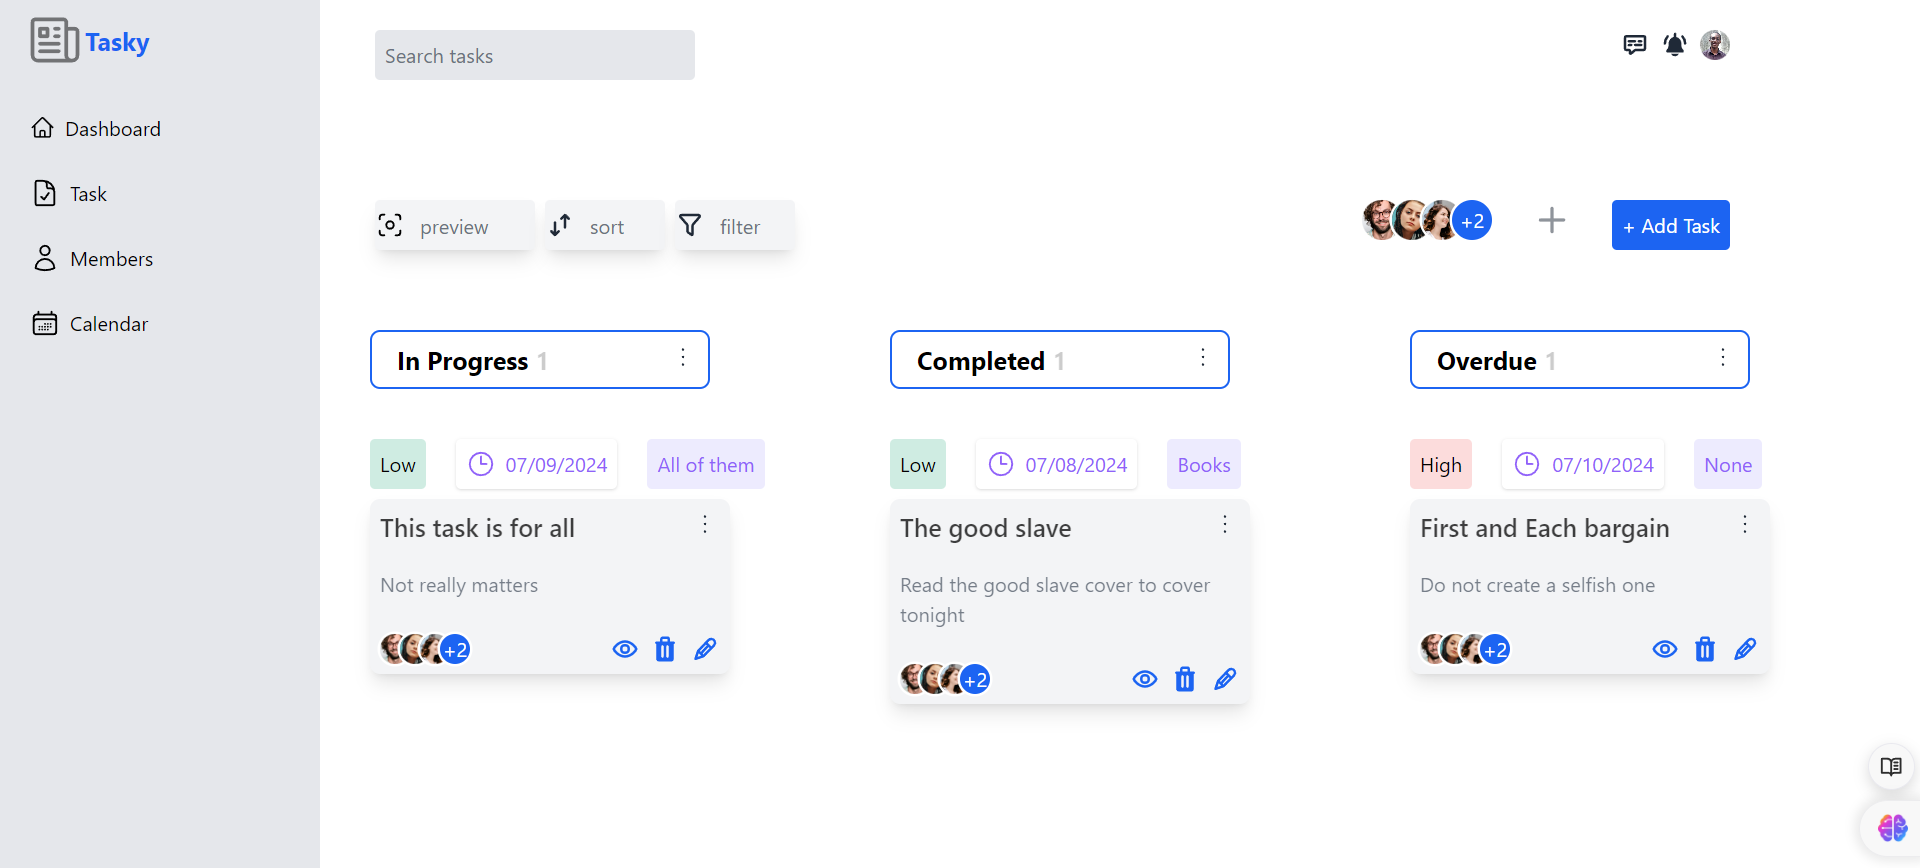 Tasky
Dashboard
Task
Members
Calendar
Search tasks
preview
sort
filter
+2
+ Add Task
In Progress 1
Low
07/09/2024
All of them
This task is for all
Not really matters
+2
Completed 1
Low
07/08/2024
Books
The good slave
Read the good slave cover to cover
tonight
+2
Overdue 1
High
07/10/2024
None
First and Each bargain
Do not create a selfish one
+2